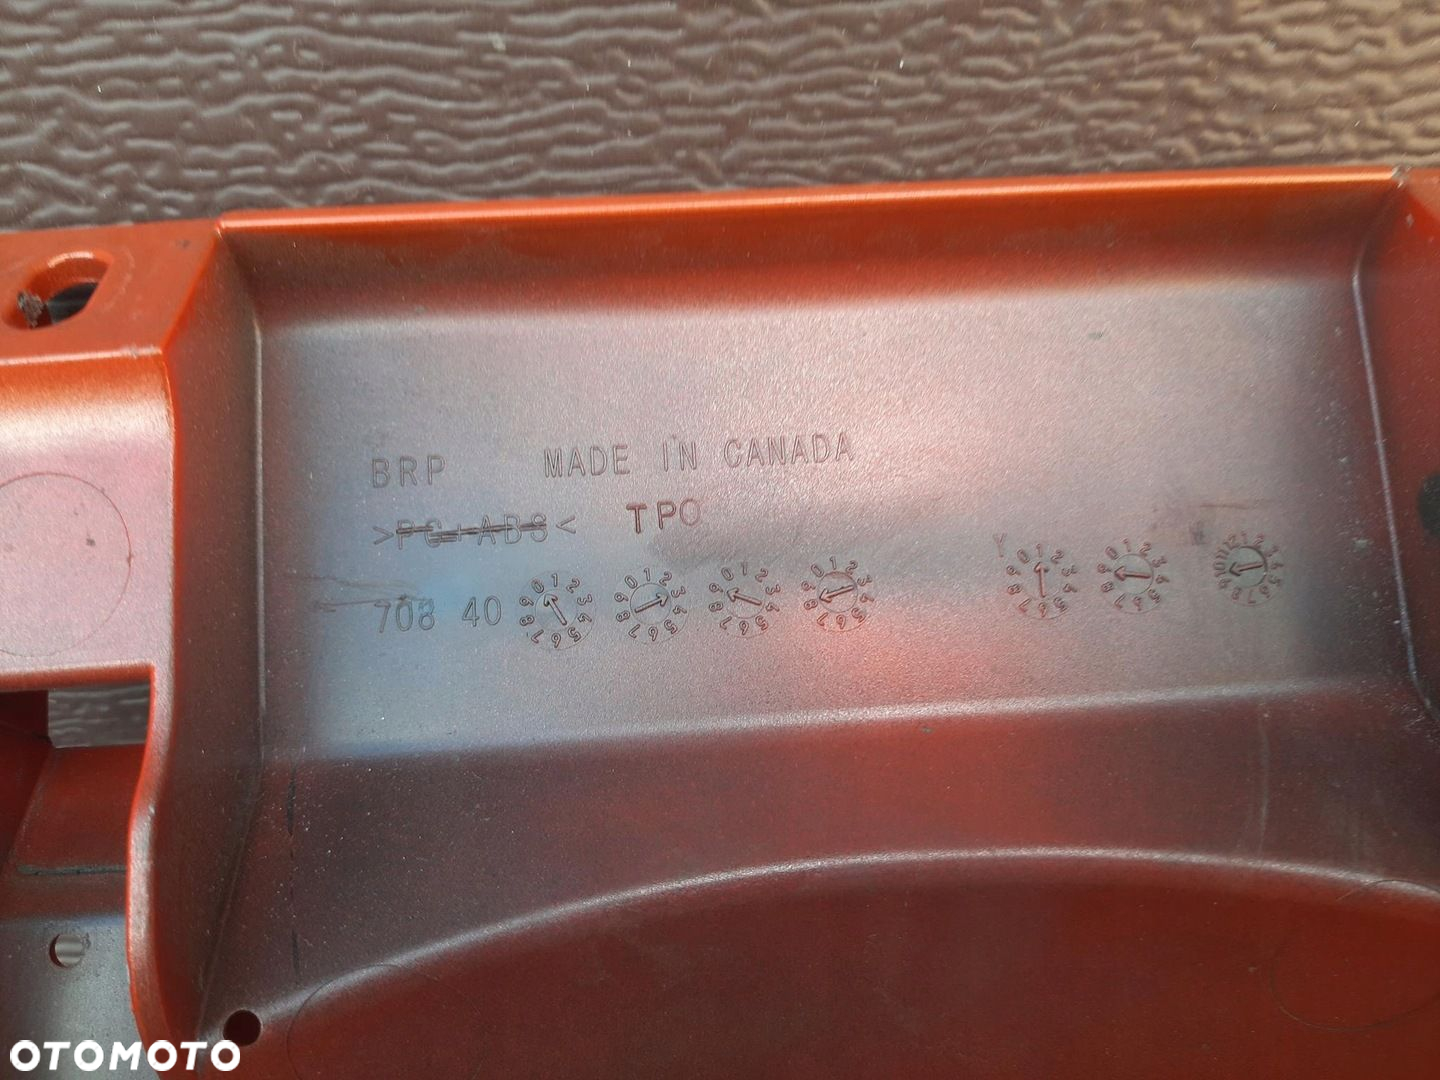 BRP MADE IN CANADA
>PC+ABS< TPO
708 40
Y M
OTOMOTO